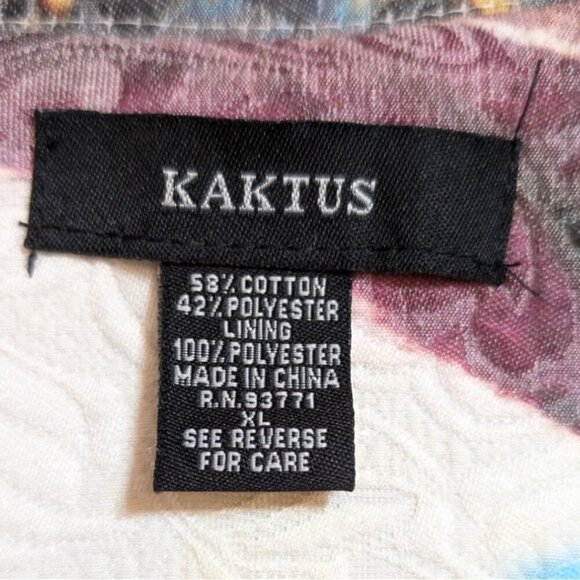 KAKTUS
58% COTTON
42% POLYESTER
LINING
100% POLYESTER
MADE IN CHINA
R.N. 93771
XL
SEE REVERSE
FOR CARE